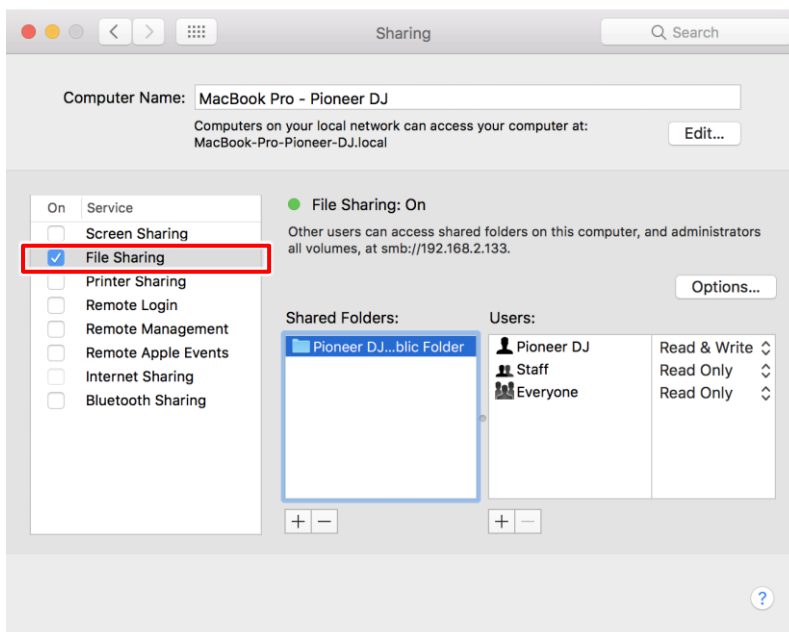 Sharing
Search
Computer Name: MacBook Pro - Pioneer DJ
Computers on your local network can access your computer at:
MacBook-Pro-Pioneer-DJ.local
Edit...
On Service
Screen Sharing
File Sharing
Printer Sharing
Remote Login
Remote Management
Remote Apple Events
Internet Sharing
Bluetooth Sharing
File Sharing: On
Other users can access shared folders on this computer, and administrators
all volumes, at smb://192.168.2.133.
Options...
Shared Folders:
Pioneer DJ...blic Folder
Users:
Pioneer DJ Read & Write
Staff Read Only
Everyone Read Only
+ −
+ −
?